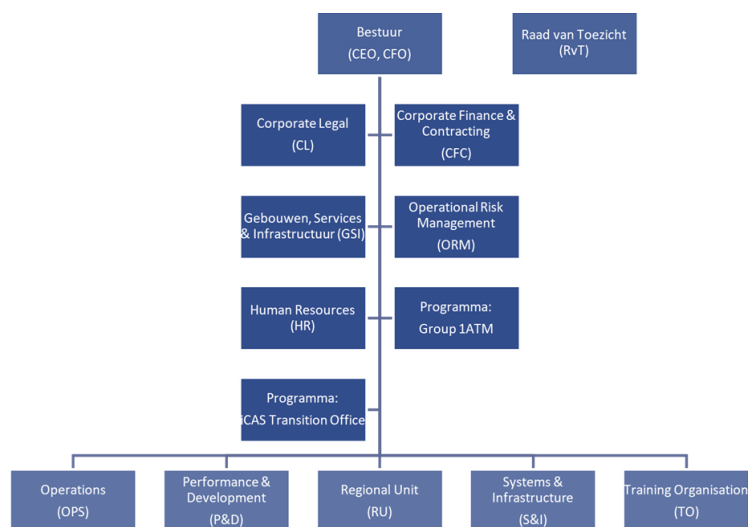 Bestuur
(CEO, CFO)
Raad van Toezicht
(RvT)
Corporate Legal
(CL)
Corporate Finance &
Contracting
(CFC)
Gebouwen, Services
& Infrastructuur (GSI)
Operational Risk
Management
(ORM)
Human Resources
(HR)
Programma:
Group 1ATM
Programma:
iCAS Transition Office
Operations
(OPS)
Performance &
Development
(P&D)
Regional Unit
(RU)
Systems &
Infrastructure
(S&I)
Training Organisation
(TO)